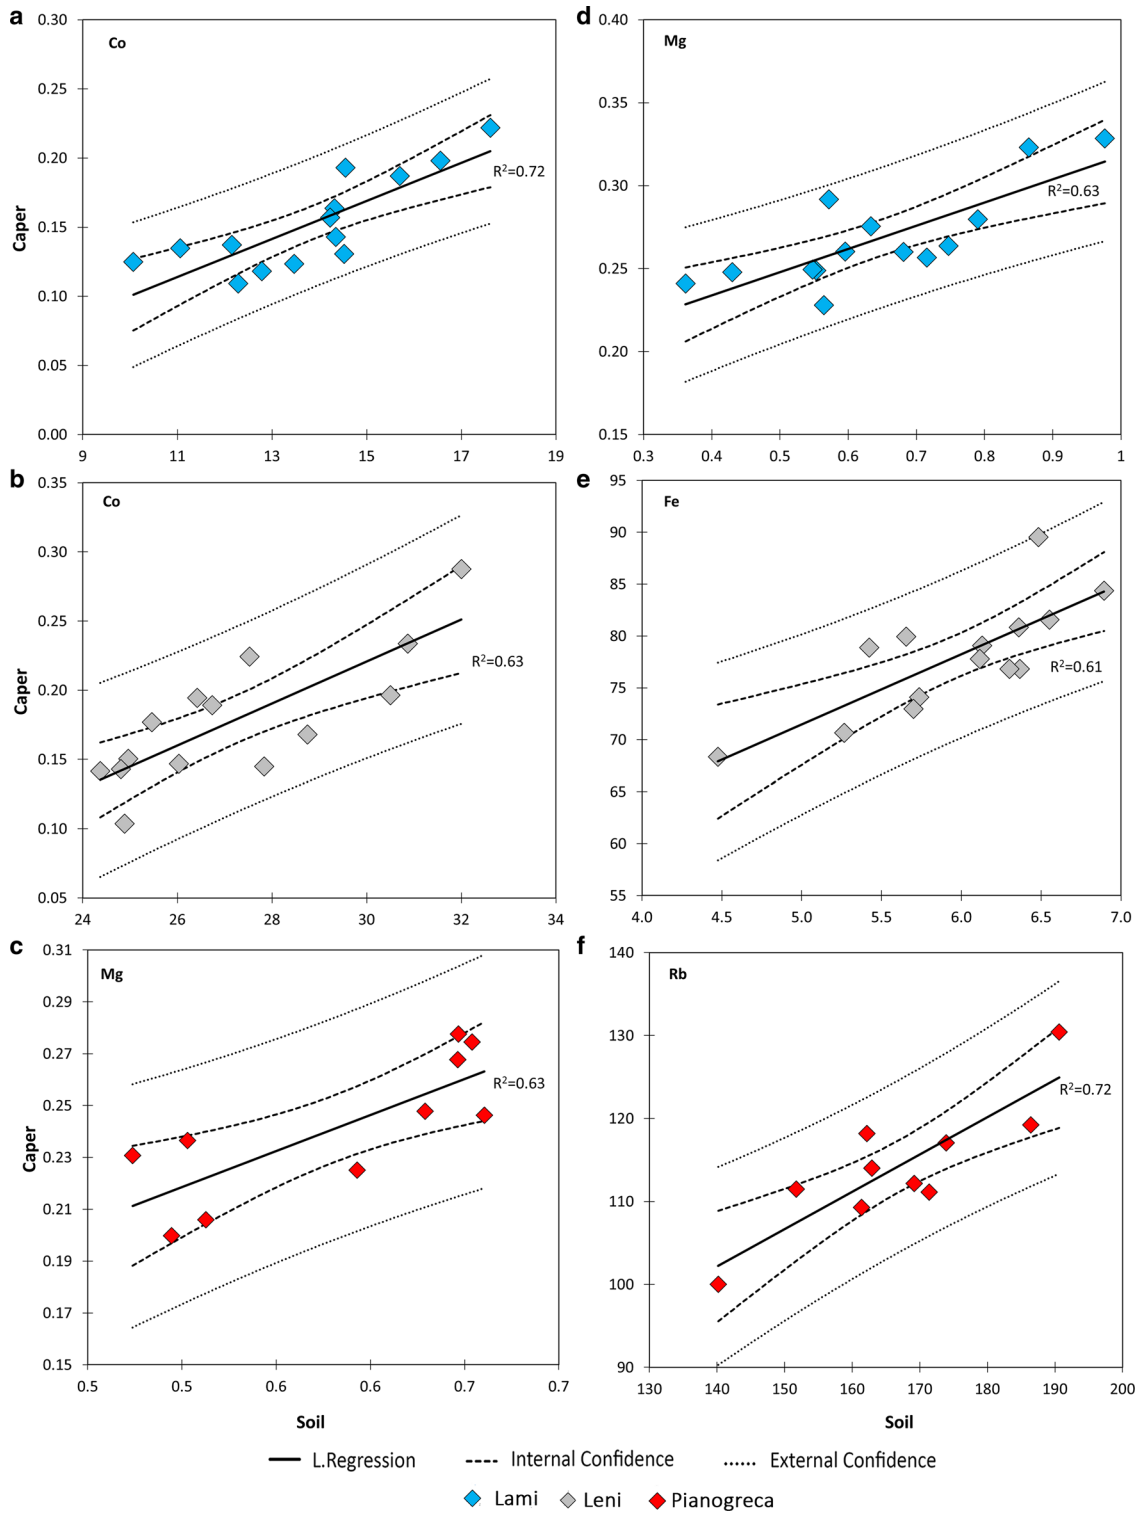 a
Co
0.30
0.25
0.20
0.15
0.10
0.05
0.00
Caper
R²=0.72
9 11 13 15 17 19
d
Mg
0.40
0.35
0.30
0.25
0.20
0.15
R²=0.63
0.3 0.4 0.5 0.6 0.7 0.8 0.9 1
b
Co
0.35
0.30
0.25
0.20
0.15
0.10
0.05
Caper
R²=0.63
24 26 28 30 32 34
e
Fe
95
90
85
80
75
70
65
60
55
R²=0.61
4.0 4.5 5.0 5.5 6.0 6.5 7.0
c
Mg
0.31
0.29
0.27
0.25
0.23
0.21
0.19
0.17
0.15
Caper
R²=0.63
0.5 0.5 0.6 0.6 0.7 0.7
Soil
f
Rb
140
130
120
110
100
90
R²=0.72
130 140 150 160 170 180 190 200
Soil
L.Regression Internal Confidence External Confidence
Lami Leni Pianogreca